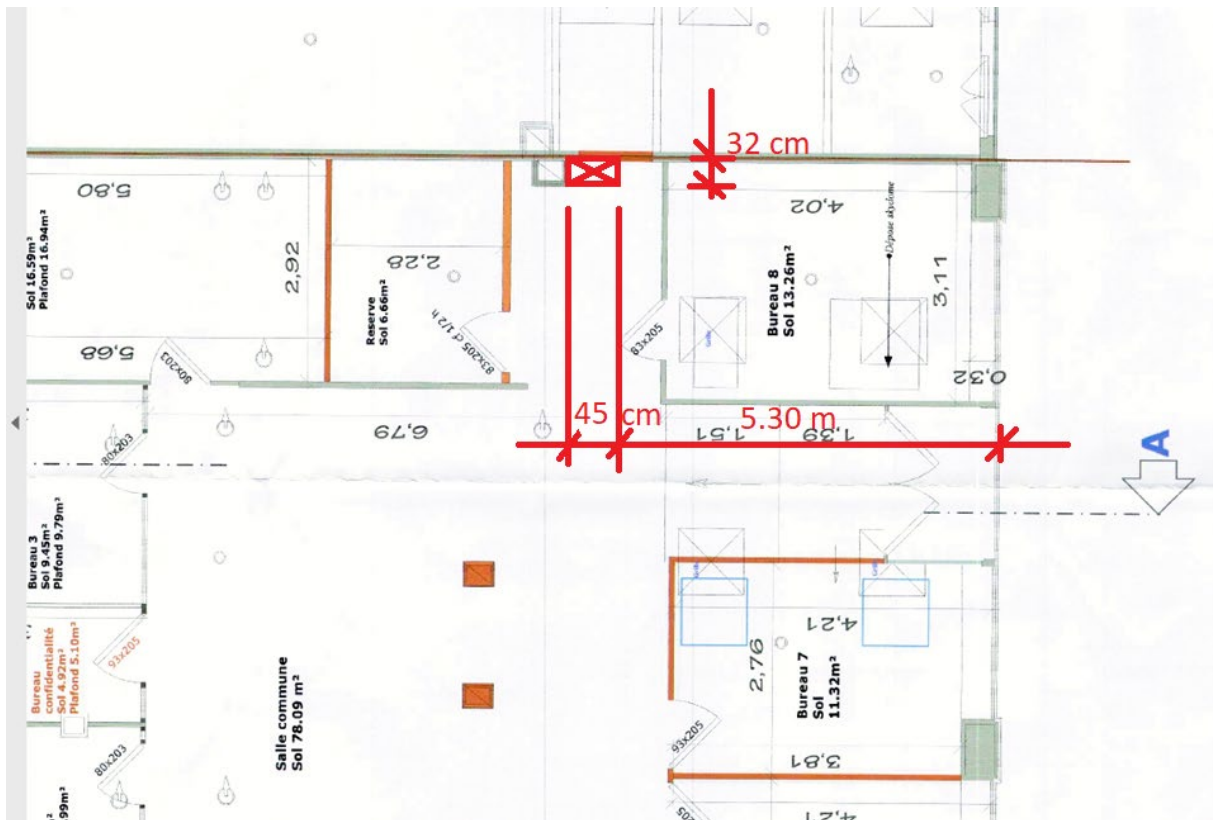 32 cm
5,80
4,02
Dépose skydome
Sol 16.59m²
Plafond 16.94m²
2,92
2,28
Reserve
Sol 6.66m²
83x205 cf 1/2 h
83x205
Bureau 8
Sol 13.26m²
3,11
5,68
80x203
0,32
45 cm
5.30 m
6,79
1,51
1,39
80x203
A
Bureau 3
Sol 9.45m²
Plafond 9.79m²
Bureau
confidentialité
Sol 4.92m²
Plafond 5.10m²
93x205
4,21
2,76
Bureau 7
Sol
11.32m²
Salle commune
Sol 78.09 m²
93x205
80x203
3,81
4,21